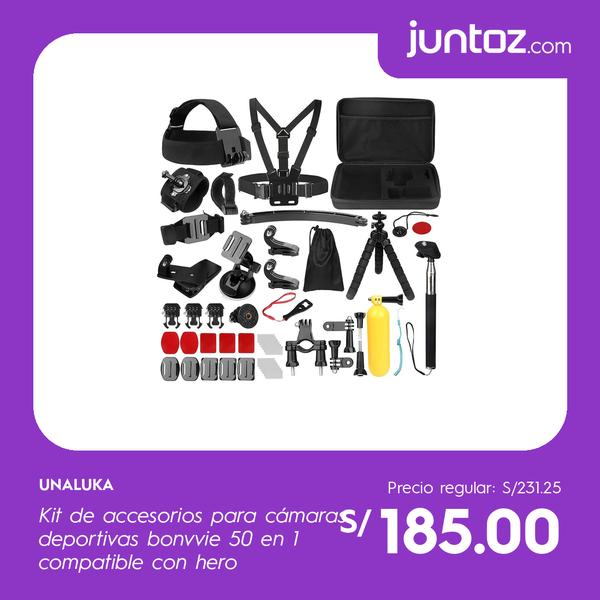 juntoz.com
UNALUKA
Kit de accesorios para cámaras
deportivas bonvvie 50 en 1
compatible con hero
Precio regular: S/231.25
S/185.00